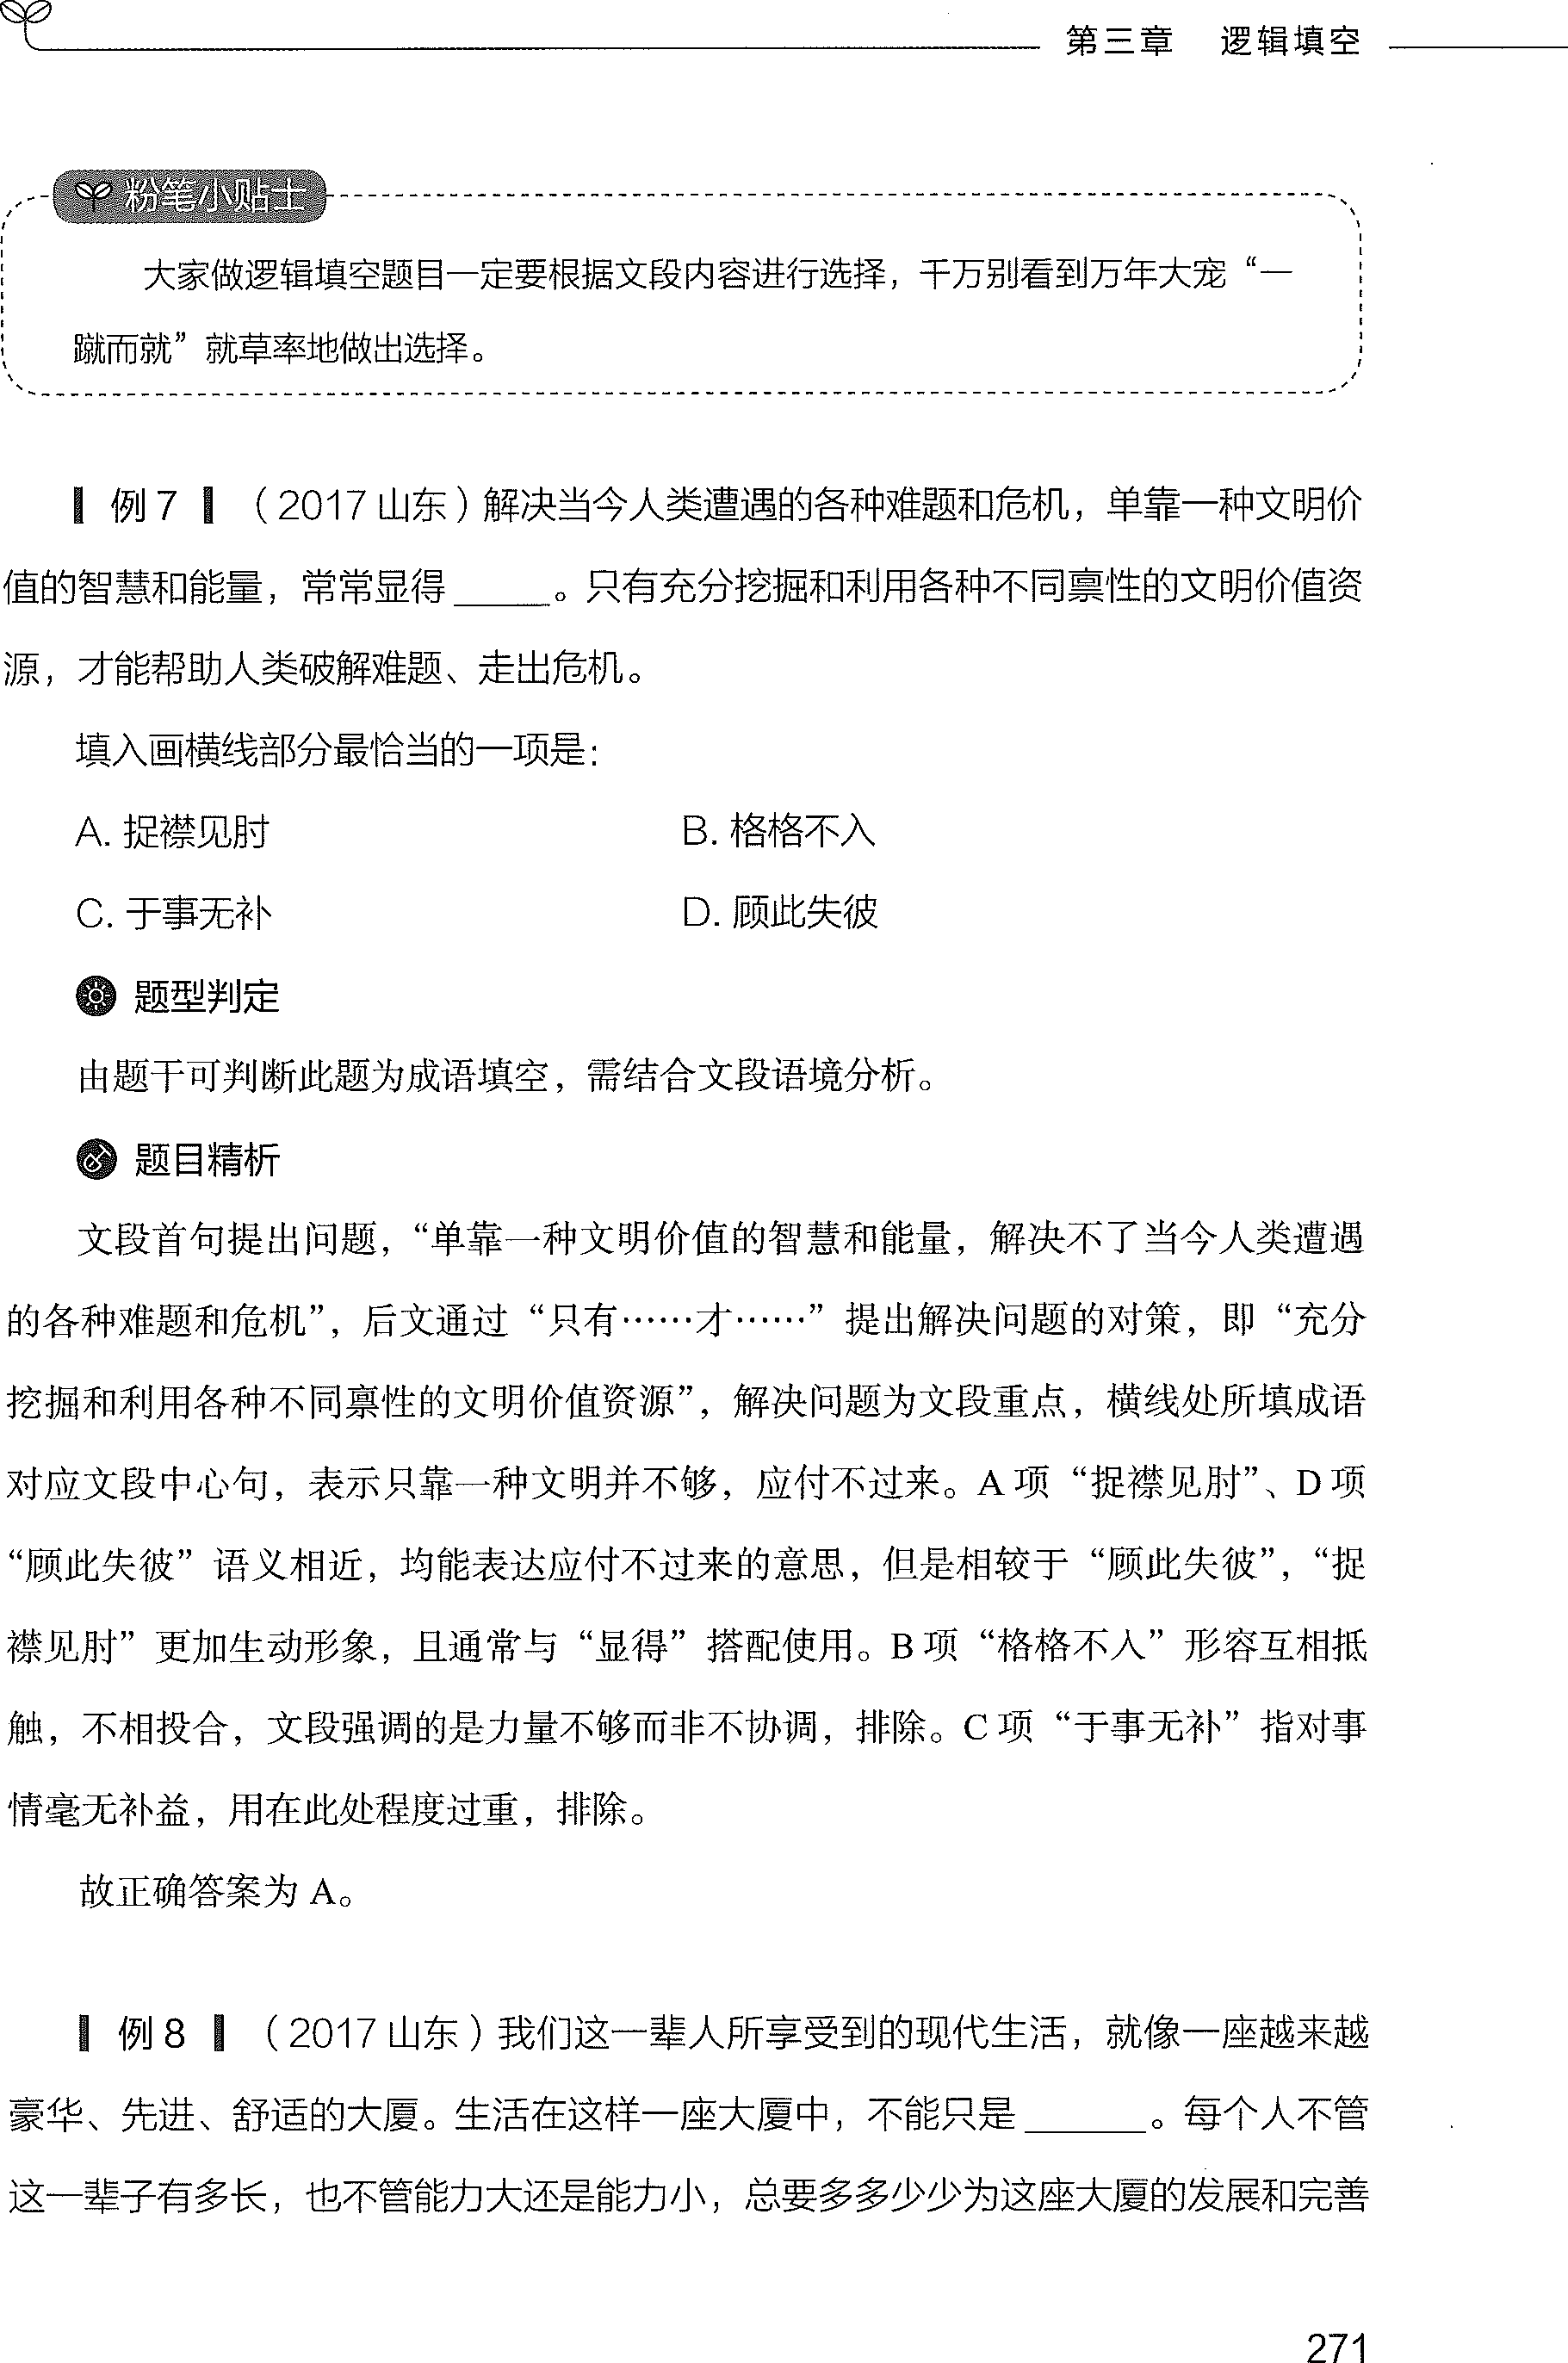 第三章 逻辑填空
粉笔小贴士
大家做逻辑填空题目一定要根据文段内容进行选择，千万别看到万年大宠“一
蹴而就”就草率地做出选择。
例7（2017山东）解决当今人类遭遇的各种难题和危机，单靠一种文明价
值的智慧和能量，常常显得_____。只有充分挖掘和利用各种不同禀性的文明价值资
源，才能帮助人类破解难题、走出危机。
填入画横线部分最恰当的一项是：
A. 捉襟见肘 B. 格格不入
C. 于事无补 D. 顾此失彼
题型判定
由题干可判断此题为成语填空，需结合文段语境分析。
题目精析
文段首句提出问题，“单靠一种文明价值的智慧和能量，解决不了当今人类遭遇
的各种难题和危机”，后文通过“只有……才……”提出解决问题的对策，即“充分
挖掘和利用各种不同禀性的文明价值资源”，解决问题为文段重点，横线处所填成语
对应文段中心句，表示只靠一种文明并不够，应付不过来。A项“捉襟见肘”、D项
“顾此失彼”语义相近，均能表达应付不过来的意思，但是相较于“顾此失彼”，“捉
襟见肘”更加生动形象，且通常与“显得”搭配使用。B项“格格不入”形容互相抵
触，不相投合，文段强调的是力量不够而非不协调，排除。C项“于事无补”指对事
情毫无补益，用在此处程度过重，排除。
故正确答案为A。
例8（2017山东）我们这一辈人所享受到的现代生活，就像一座越来越
豪华、先进、舒适的大厦。生活在这样一座大厦中，不能只是______。每个人不管
这一辈子有多长，也不管能力大还是能力小，总要多多少少为这座大厦的发展和完善
271